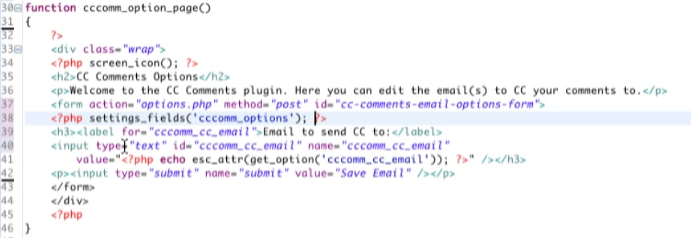 30 function cccomm_option_page()
31 {
32 ?>
33 <div class="wrap">
34 <?php screen_icon(); ?>
35 <h2>CC Comments Options</h2>
36 <p>Welcome to the CC Comments plugin. Here you can edit the email(s) to CC your comments to.</p>
37 <form action="options.php" method="post" id="cc-comments-email-options-form">
38 <?php settings_fields('cccomm_options'); ?>
39 <h3><label for="cccomm_cc_email">Email to send CC to:</label>
40 <input type="text" id="cccomm_cc_email" name="cccomm_cc_email"
41 value="<?php echo esc_attr(get_option('cccomm_cc_email')); ?>" /></h3>
42 <p><input type="submit" name="submit" value="Save Email" /></p>
43 </form>
44 </div>
45 <?php
46 }